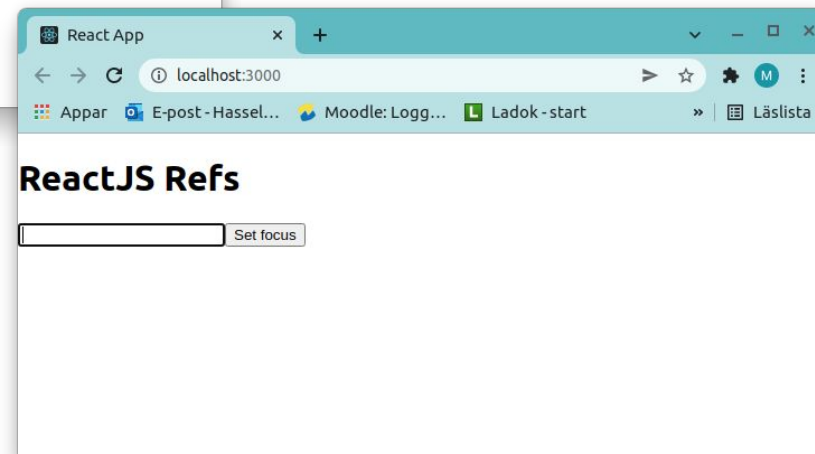 React App
localhost:3000
M
Appar E-post - Hassel... Moodle: Logg... L Ladok - start » Läslista
ReactJS Refs
Set focus